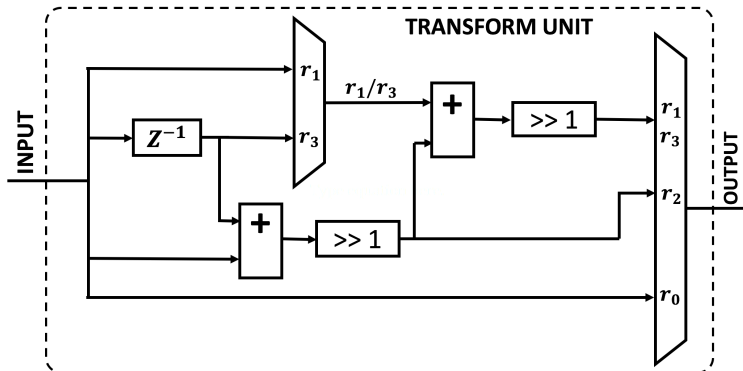 TRANSFORM UNIT
INPUT
r₁
r₁/r₃
+
>> 1
r₁
r₃
Z⁻¹
r₃
+
>> 1
r₂
r₀
OUTPUT